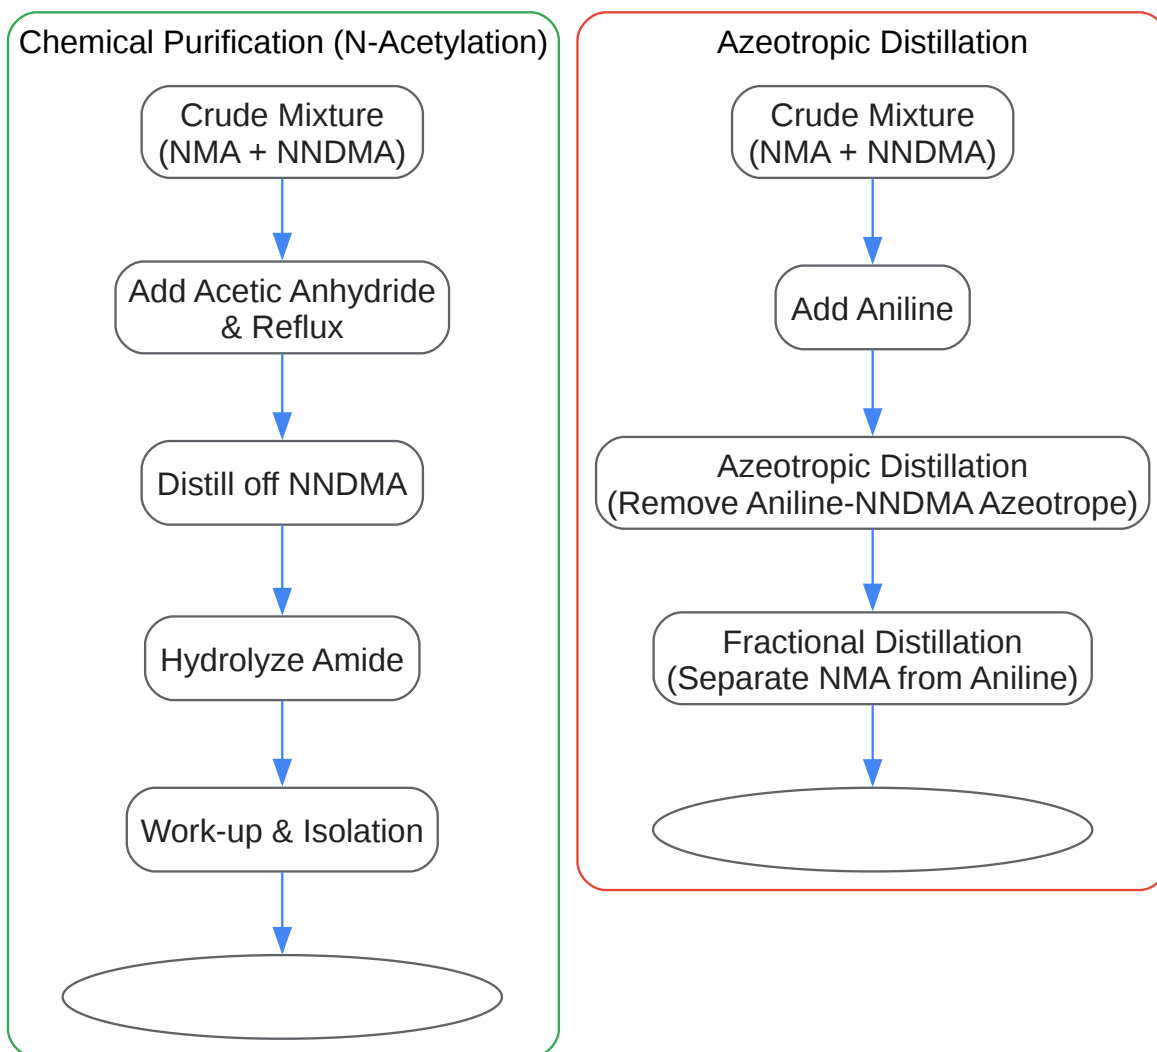 Chemical Purification (N-Acetylation)
Crude Mixture
(NMA + NNDMA)
Add Acetic Anhydride
& Reflux
Distill off NNDMA
Hydrolyze Amide
Work-up & Isolation
Azeotropic Distillation
Crude Mixture
(NMA + NNDMA)
Add Aniline
Azeotropic Distillation
(Remove Aniline-NNDMA Azeotrope)
Fractional Distillation
(Separate NMA from Aniline)